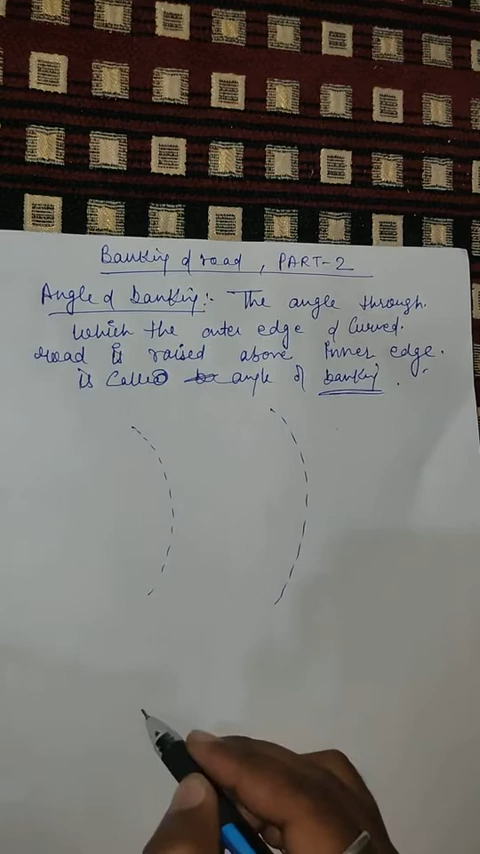 Banking of road, PART-2
Angle of banking:- The angle through
which the outer edge of curved
road is raised above inner edge.
is called angle of banking.